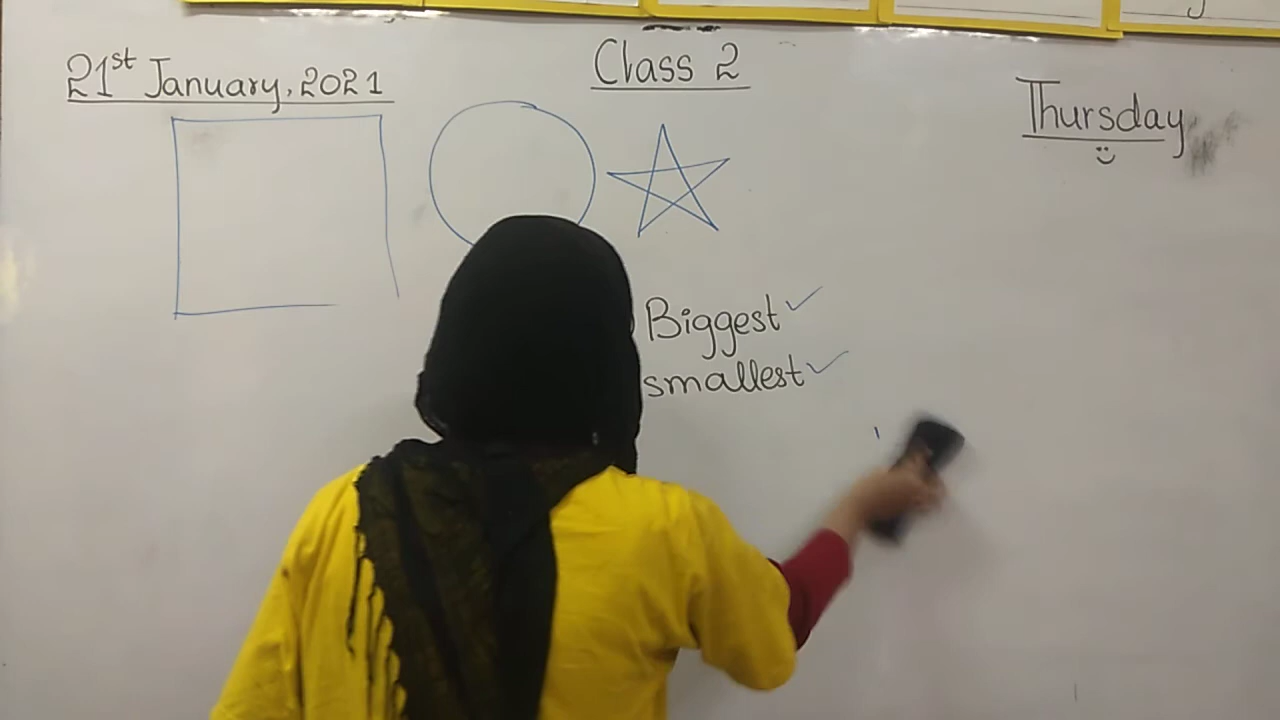 21st January, 2021
Class 2
Thursday
Biggest
smallest